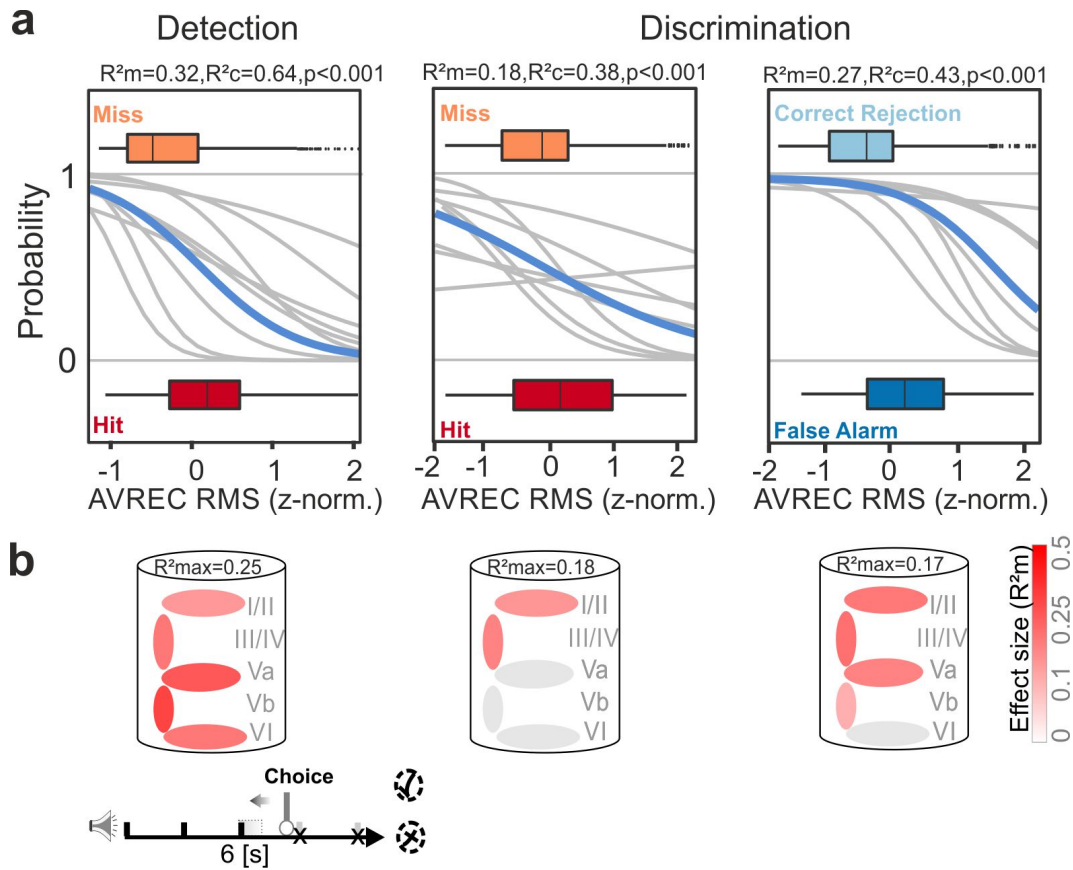 a
Detection
Discrimination
R²m=0.32,R²c=0.64,p<0.001
R²m=0.18,R²c=0.38,p<0.001
R²m=0.27,R²c=0.43,p<0.001
Miss
Miss
Correct Rejection
Probability
1
0
Hit
Hit
False Alarm
-1 0 1 2
-2 -1 0 1 2
-2 -1 0 1 2
AVREC RMS (z-norm.)
AVREC RMS (z-norm.)
AVREC RMS (z-norm.)
b
R²max=0.25
I/II
III/IV
Va
Vb
VI
R²max=0.18
I/II
III/IV
Va
Vb
VI
R²max=0.17
I/II
III/IV
Va
Vb
VI
Effect size (R²m)
0 0.1 0.25 0.5
Choice
x x
6 [s]